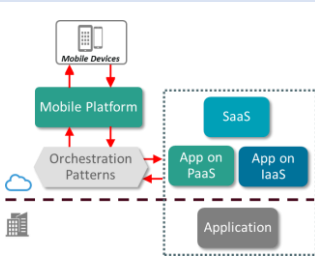 Mobile Devices
Mobile Platform
SaaS
Orchestration
Patterns
App on
PaaS
App on
IaaS
Application